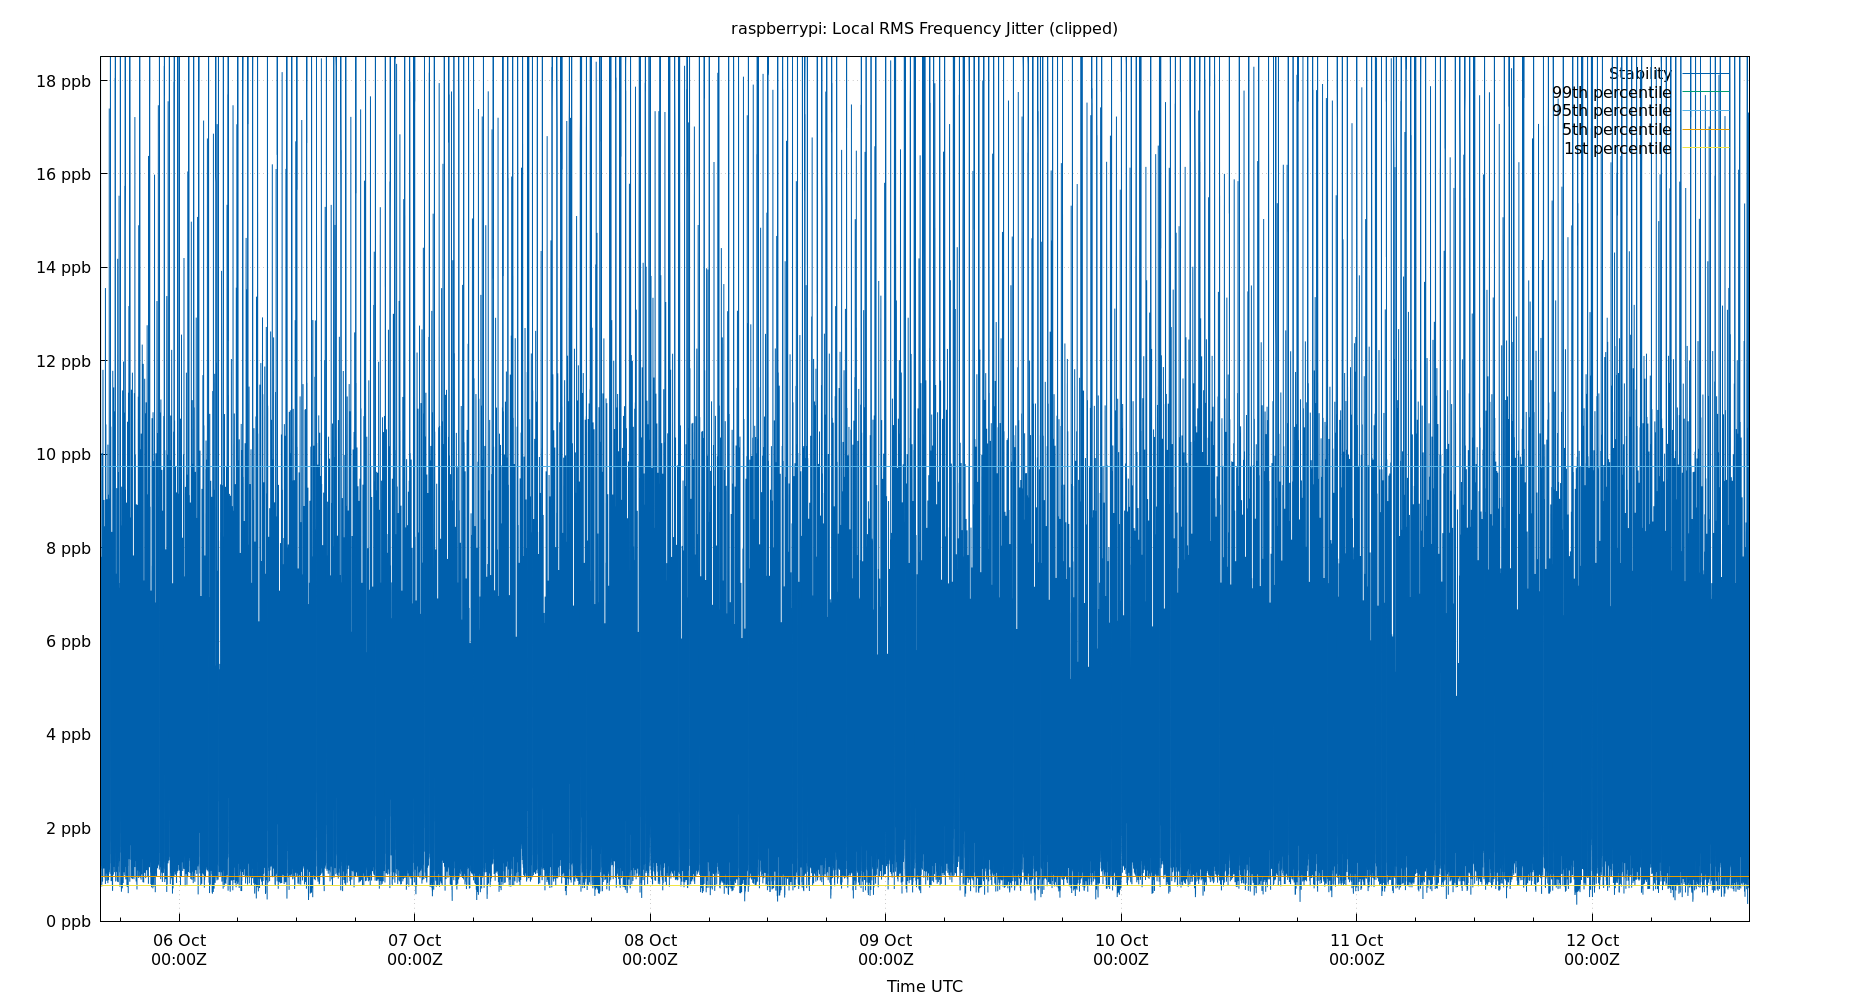 raspberrypi: Local RMS Frequency Jitter (clipped)
18 ppb
16 ppb
14 ppb
12 ppb
10 ppb
8 ppb
6 ppb
4 ppb
2 ppb
0 ppb
Stability
99th percentile
95th percentile
5th percentile
1st percentile
06 Oct 07 Oct 08 Oct 09 Oct 10 Oct 11 Oct 12 Oct
00:00Z 00:00Z 00:00Z 00:00Z 00:00Z 00:00Z 00:00Z
Time UTC